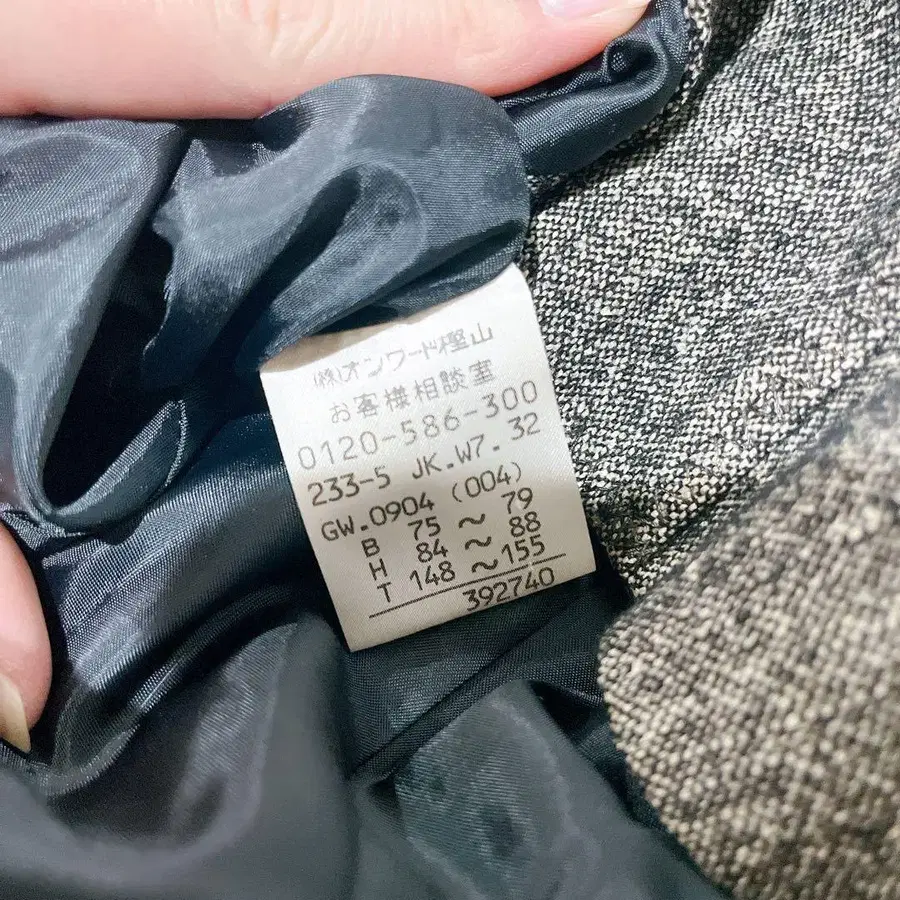 (株)オンワード樫山
お客様相談室
0120-586-300
233-5 JK.W7.32
GW.0904 (004)
B 75 ～ 79
H 84 ～ 88
T 148 ～ 155
392740